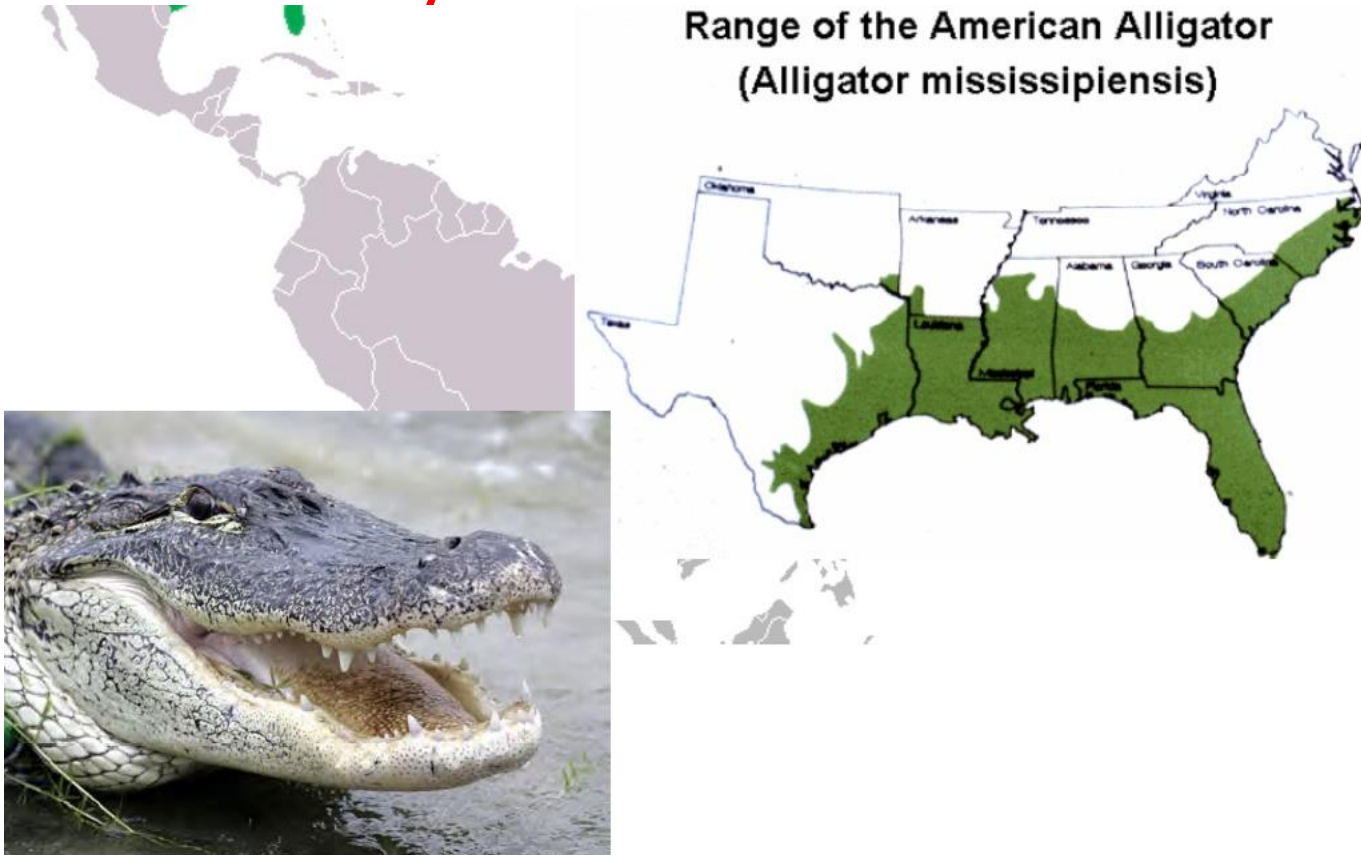 Range of the American Alligator
(Alligator mississipiensis)
Oklahoma
Virginia
Arkansas
Tennessee
North Carolina
Alabama
Georgia
South Carolina
Texas
Louisiana
Mississippi
Florida